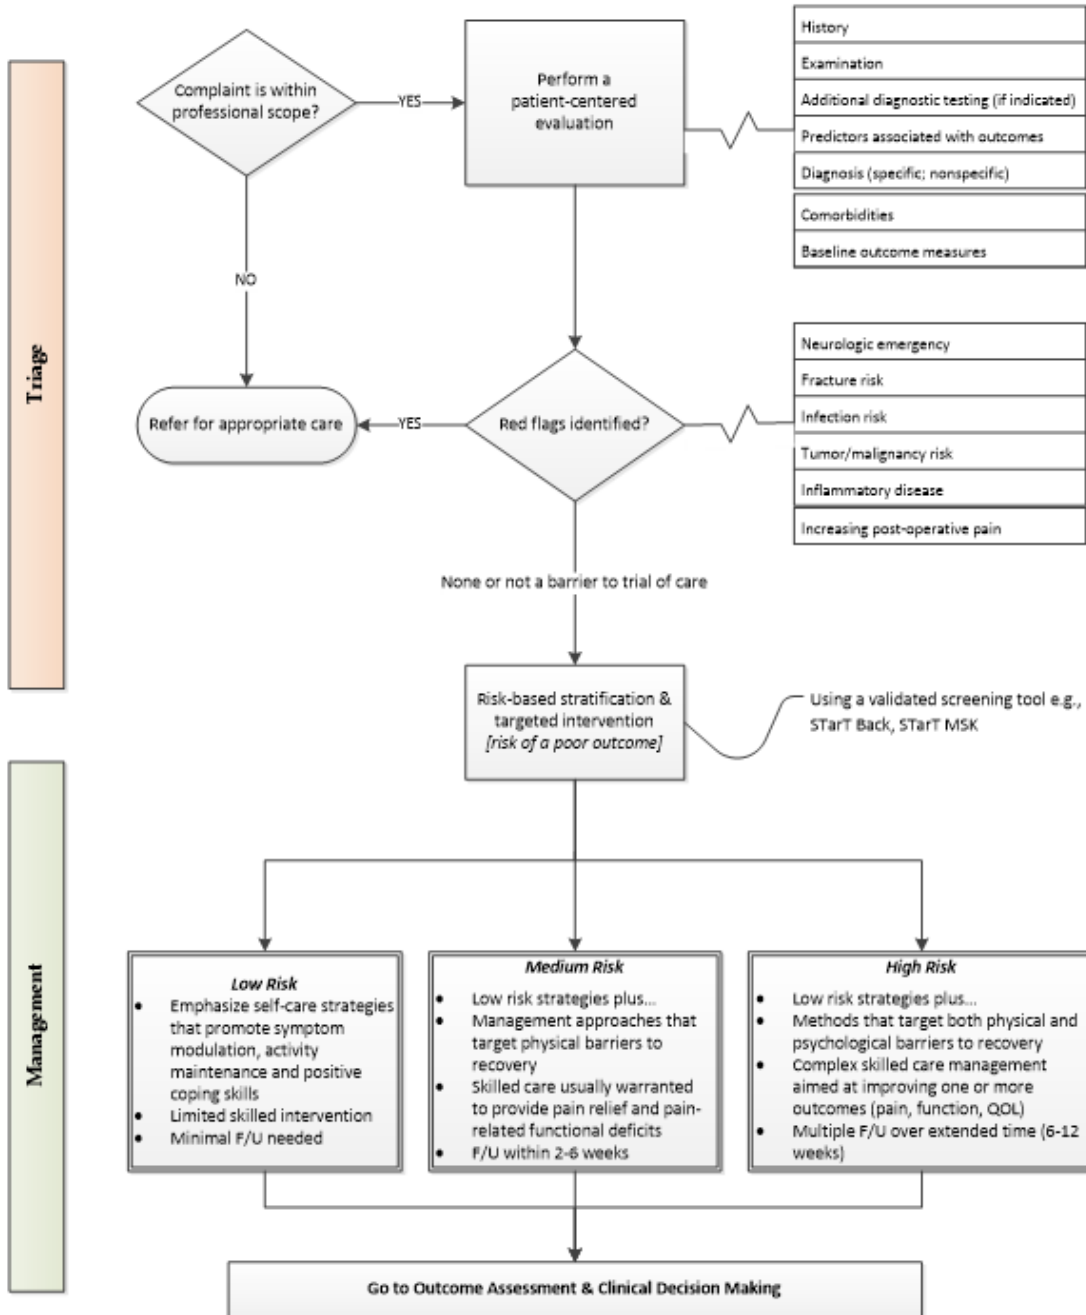 Triage
Complaint is within
professional scope?
YES
Perform a
patient-centered
evaluation
History
Examination
Additional diagnostic testing (if indicated)
Predictors associated with outcomes
Diagnosis (specific; nonspecific)
Comorbidities
Baseline outcome measures
NO
Refer for appropriate care
YES
Red flags identified?
Neurologic emergency
Fracture risk
Infection risk
Tumor/malignancy risk
Inflammatory disease
Increasing post-operative pain
None or not a barrier to trial of care
Risk-based stratification &
targeted intervention
[risk of a poor outcome]
Using a validated screening tool e.g.,
STarT Back, STarT MSK
Management
Low Risk
• Emphasize self-care strategies
that promote symptom
modulation, activity
maintenance and positive
coping skills
• Limited skilled intervention
• Minimal F/U needed
Medium Risk
• Low risk strategies plus...
• Management approaches that
target physical barriers to
recovery
• Skilled care usually warranted
to provide pain relief and pain-
related functional deficits
• F/U within 2-6 weeks
High Risk
• Low risk strategies plus...
• Methods that target both physical and
psychological barriers to recovery
• Complex skilled care management
aimed at improving one or more
outcomes (pain, function, QOL)
• Multiple F/U over extended time (6-12
weeks)
Go to Outcome Assessment & Clinical Decision Making